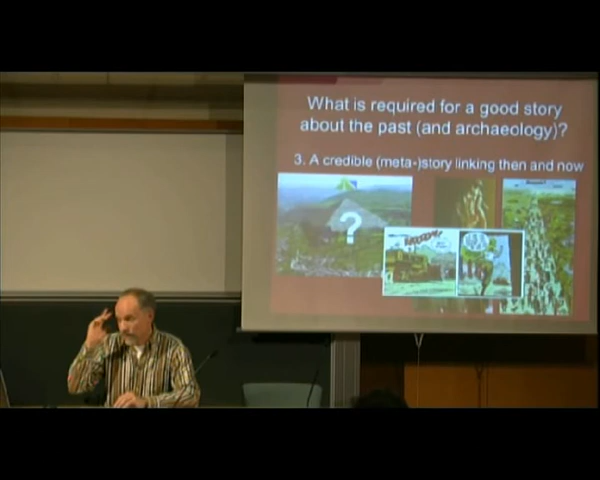 What is required for a good story
about the past (and archaeology)?
3. A credible (meta-)story linking then and now
?